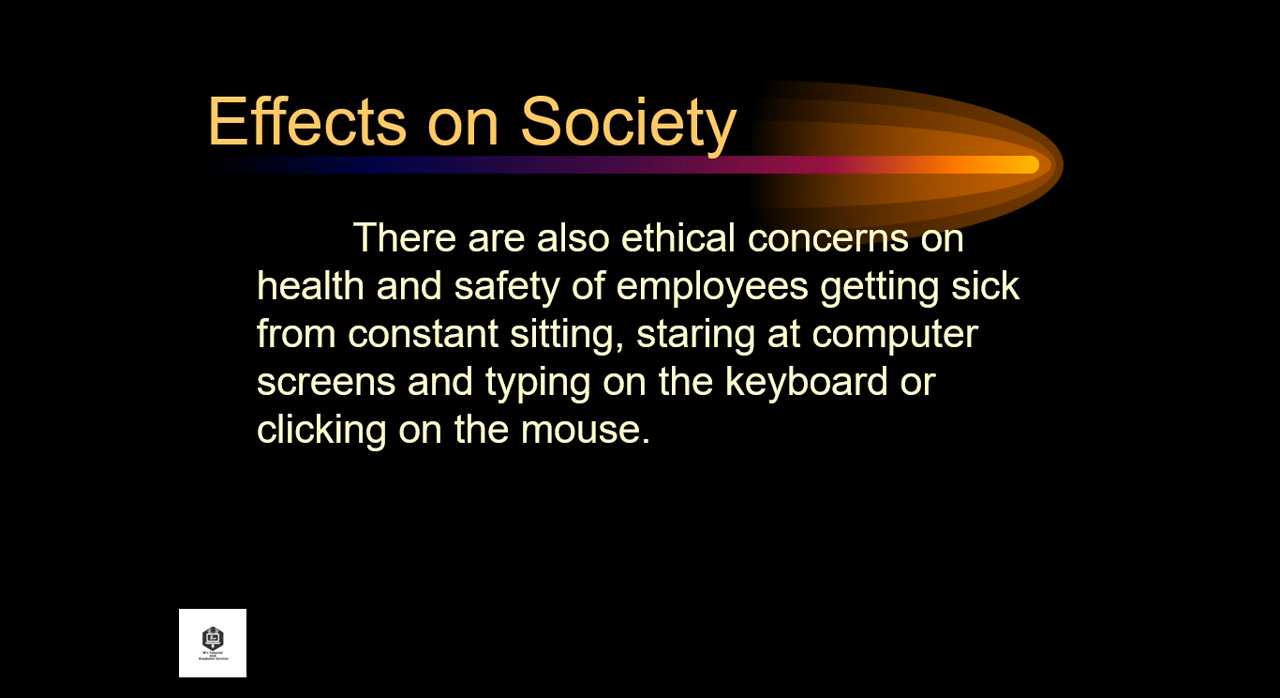 Effects on Society
There are also ethical concerns on
health and safety of employees getting sick
from constant sitting, staring at computer
screens and typing on the keyboard or
clicking on the mouse.